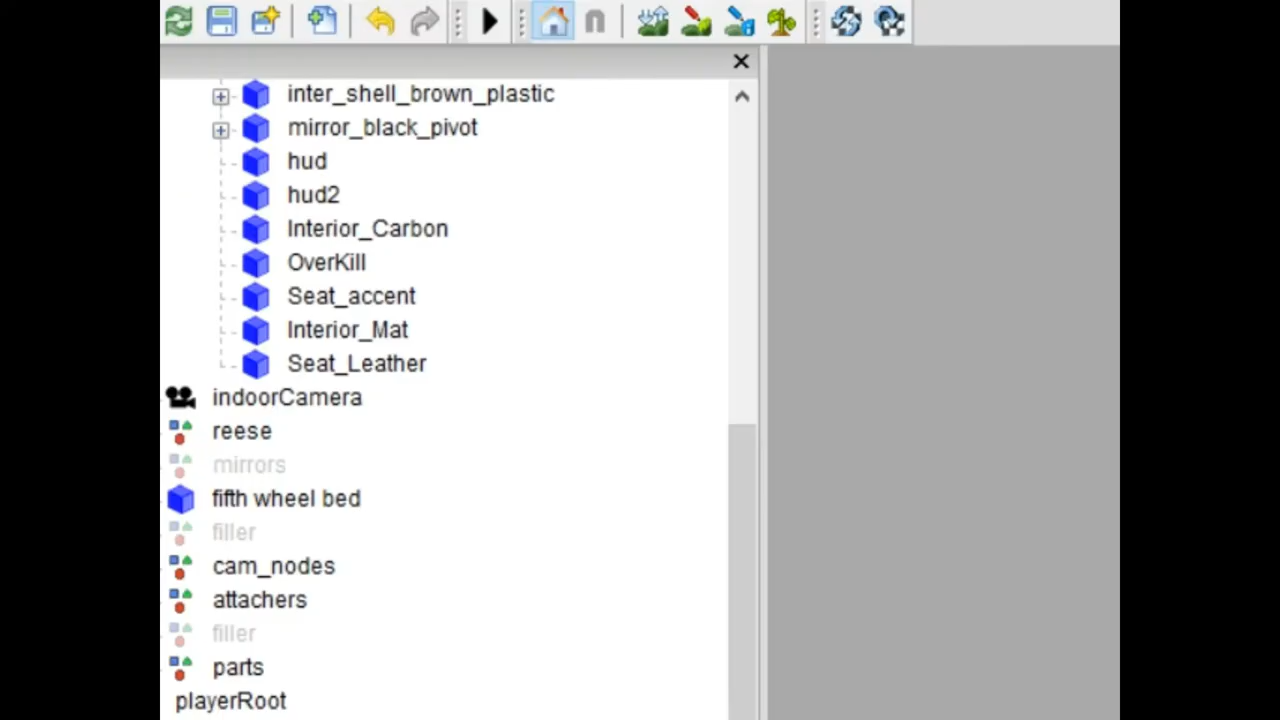 inter_shell_brown_plastic
mirror_black_pivot
hud
hud2
Interior_Carbon
OverKill
Seat_accent
Interior_Mat
Seat_Leather
indoorCamera
reese
mirrors
fifth wheel bed
filler
cam_nodes
attachers
filler
parts
playerRoot